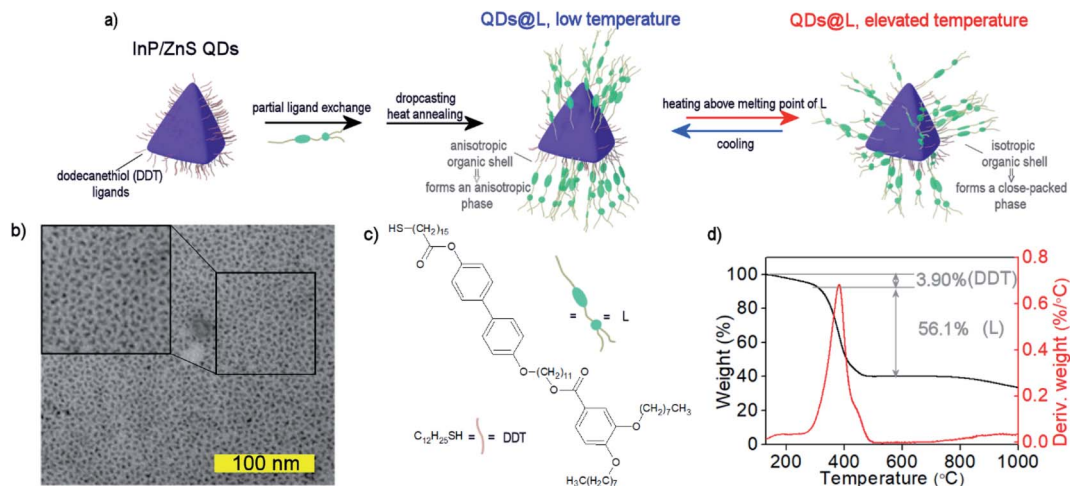 a)
InP/ZnS QDs
partial ligand exchange
dropcasting
heat annealing
dodecanethiol (DDT)
ligands
QDs@L, low temperature
anisotropic
organic shell
forms an anisotropic
phase
heating above melting point of L
cooling
QDs@L, elevated temperature
isotropic
organic shell
forms a close-packed
phase
b)
100 nm
c)
HS-(CH₂)₁₅
O
O
O
(CH₂)₁₁
O
O
O
(CH₂)₇CH₃
O
H₃C(H₂C)₇
= = L
C₁₂H₂₅SH = = DDT
d)
Weight (%)
100
80
60
40
20
0
3.90%(DDT)
56.1% (L)
0.8
0.6
0.4
0.2
0.0
Deriv. weight (%/°C)
200 400 600 800 1000
Temperature (°C)